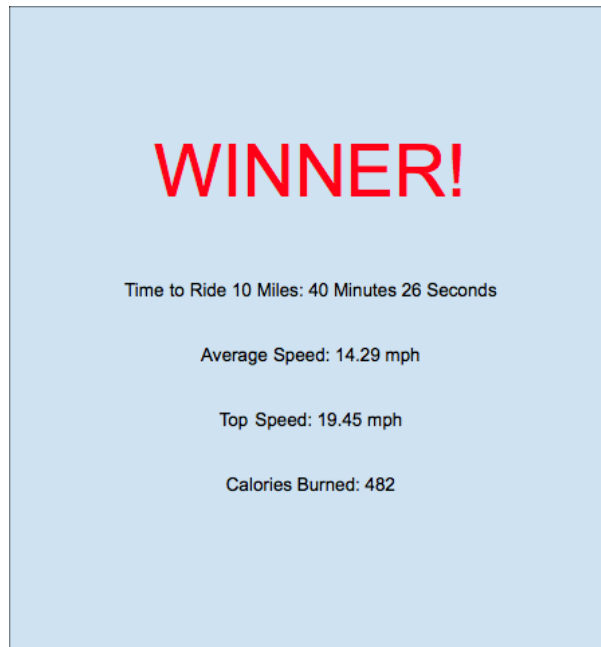 WINNER!
Time to Ride 10 Miles: 40 Minutes 26 Seconds
Average Speed: 14.29 mph
Top Speed: 19.45 mph
Calories Burned: 482